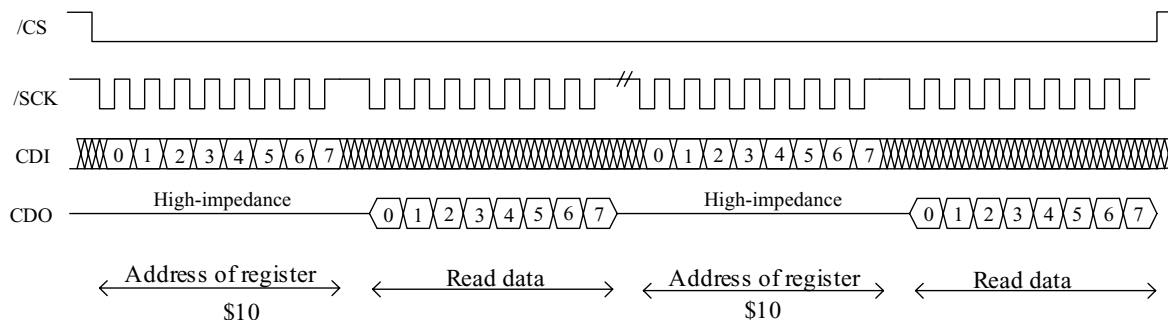 /CS
/SCK
CDI 0 1 2 3 4 5 6 7 0 1 2 3 4 5 6 7
CDO High-impedance 0 1 2 3 4 5 6 7 High-impedance 0 1 2 3 4 5 6 7
Address of register Read data Address of register Read data
$10 $10